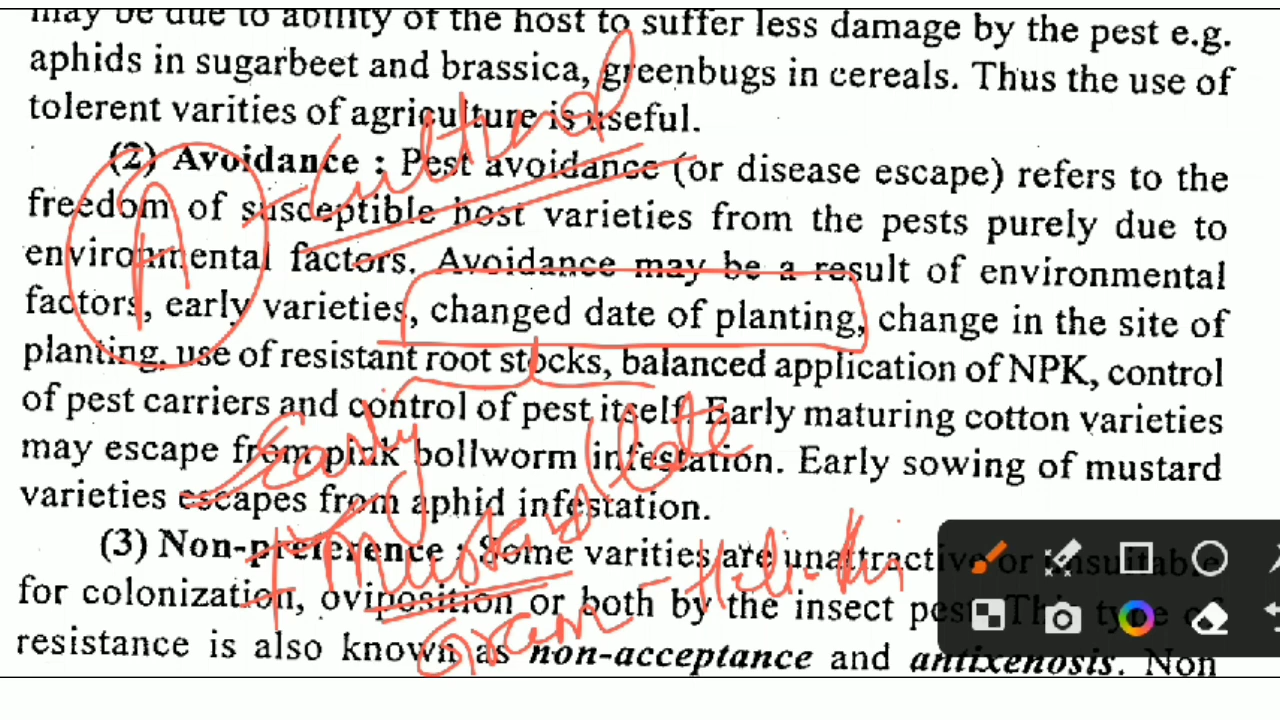 may be due to ability of the host to suffer less damage by the pest e.g.
aphids in sugarbeet and brassica, greenbugs in cereals. Thus the use of
tolerent varities of agriculture is useful.
Cultural
(2) Avoidance : Pest avoidance (or disease escape) refers to the
A
freedom of susceptible host varieties from the pests purely due to
environmental factors. Avoidance may be a result of environmental
factors, early varieties, changed date of planting, change in the site of
planting, use of resistant root stocks, balanced application of NPK, control
of pest carriers and control of pest itself. Early maturing cotton varieties
Early / late
may escape from pink bollworm infestation. Early sowing of mustard
varieties escapes from aphid infestation.
Mustard
(3) Non-preference : Some varities are unattractive or unsuitable
for colonization, oviposition or both by the insect pest. This type of
Gram -
resistance is also known as non-acceptance and antixenosis. Non